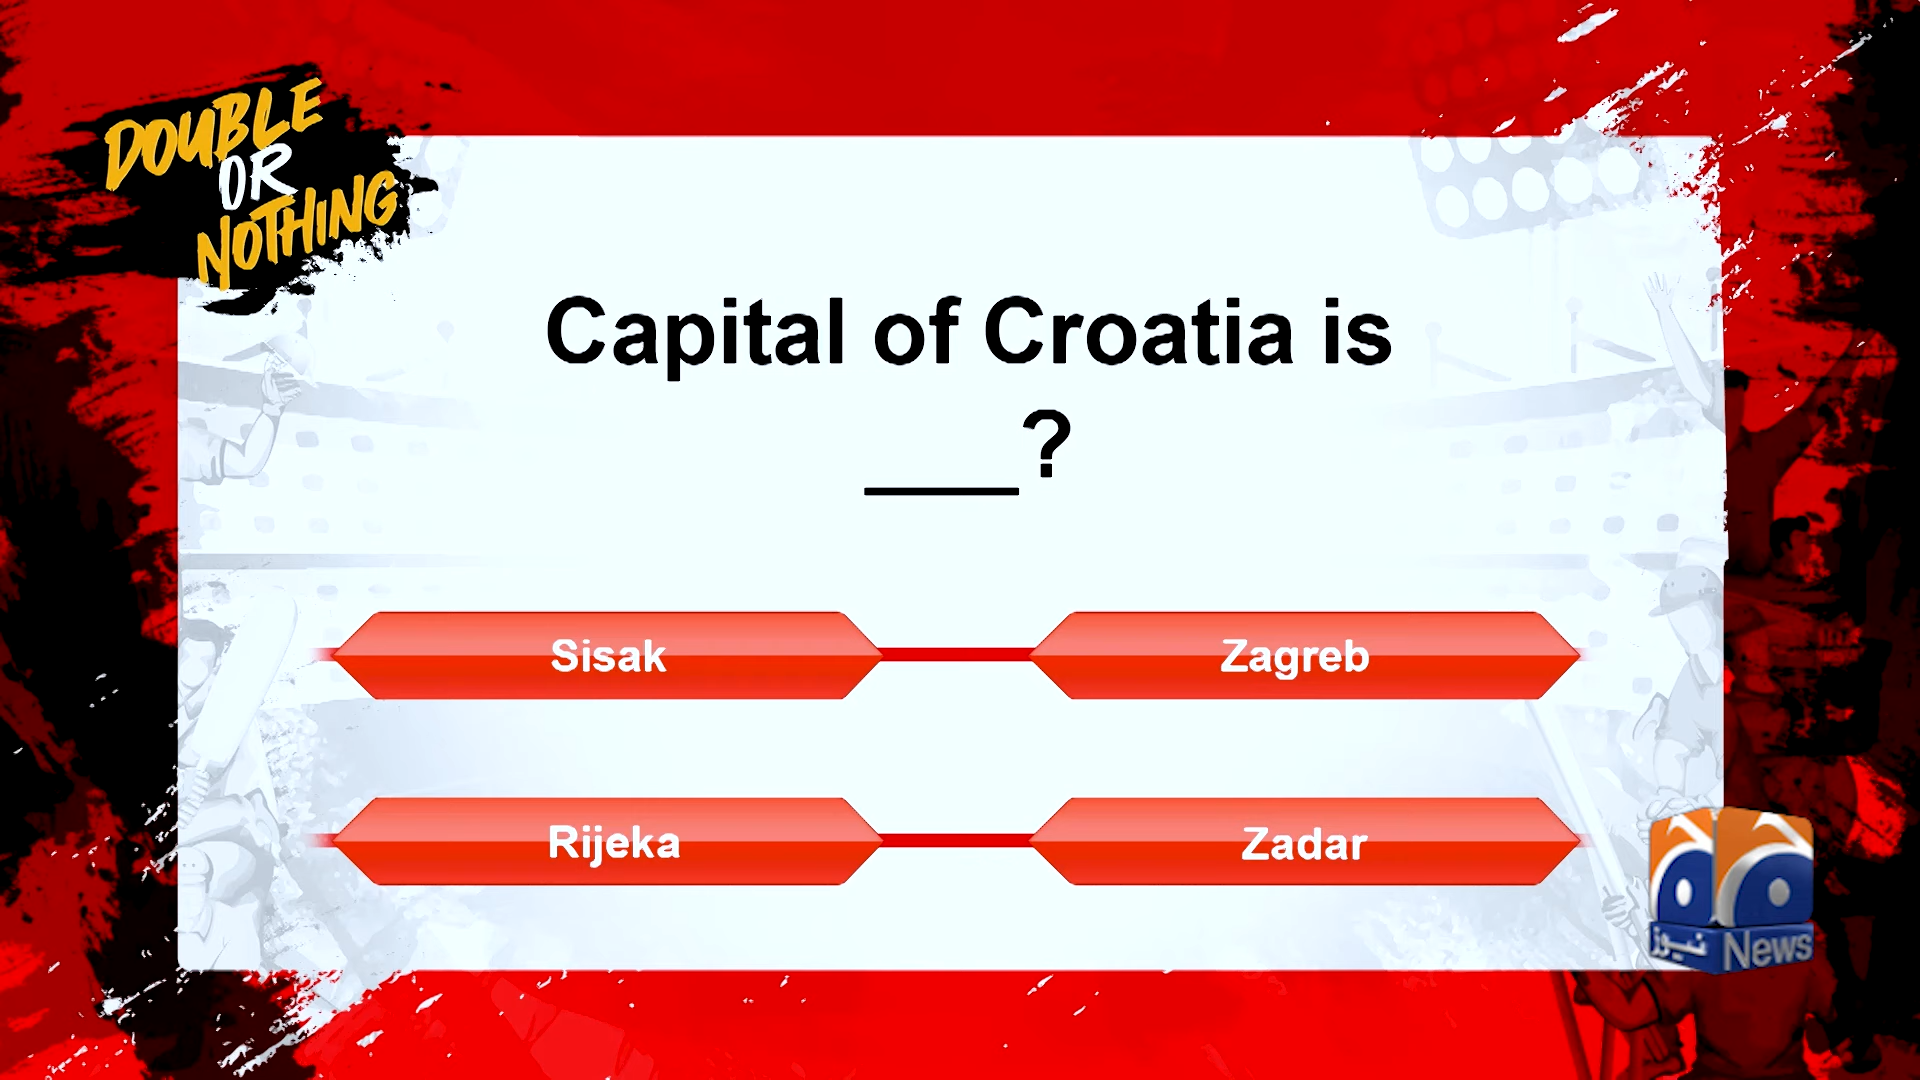 DOUBLE
OR
NOTHING
Capital of Croatia is
___?
Sisak
Zagreb
Rijeka
Zadar
نیوز News